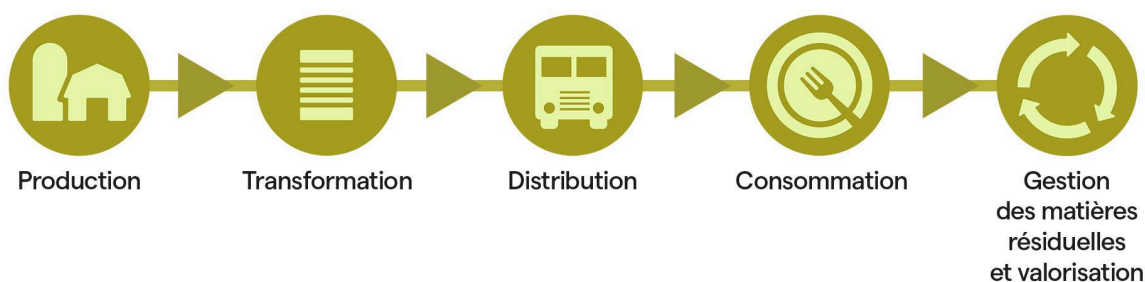 Production
Transformation
Distribution
Consommation
Gestion
des matières
résiduelles
et valorisation